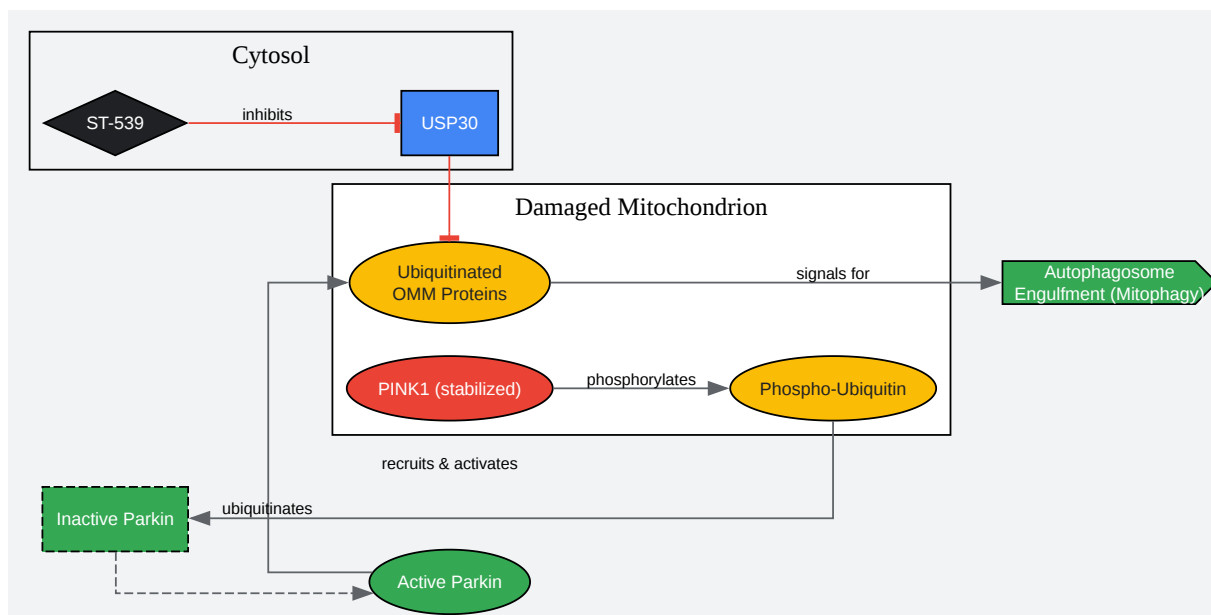 Cytosol
ST-539
inhibits
USP30
Damaged Mitochondrion
Ubiquitinated
OMM Proteins
signals for
Autophagosome
Engulfment (Mitophagy)
PINK1 (stabilized)
phosphorylates
Phospho-Ubiquitin
recruits & activates
Inactive Parkin
ubiquitinates
Active Parkin